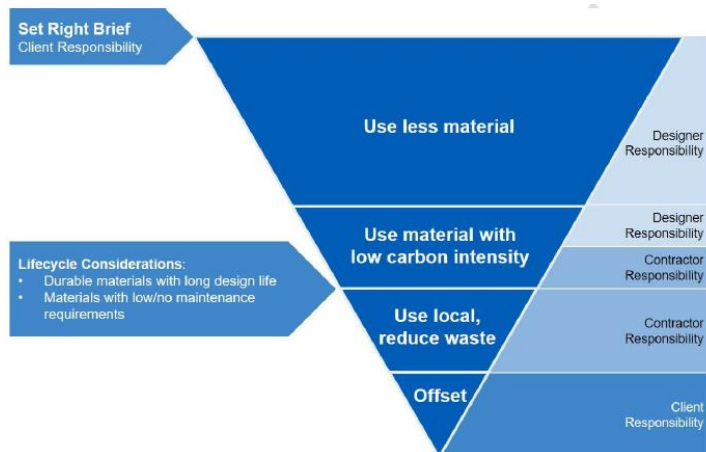 Set Right Brief
Client Responsibility
Use less material
Designer
Responsibility
Use material with
low carbon intensity
Designer
Responsibility
Contractor
Responsibility
Lifecycle Considerations:
• Durable materials with long design life
• Materials with low/no maintenance
requirements
Use local,
reduce waste
Contractor
Responsibility
Offset
Client
Responsibility